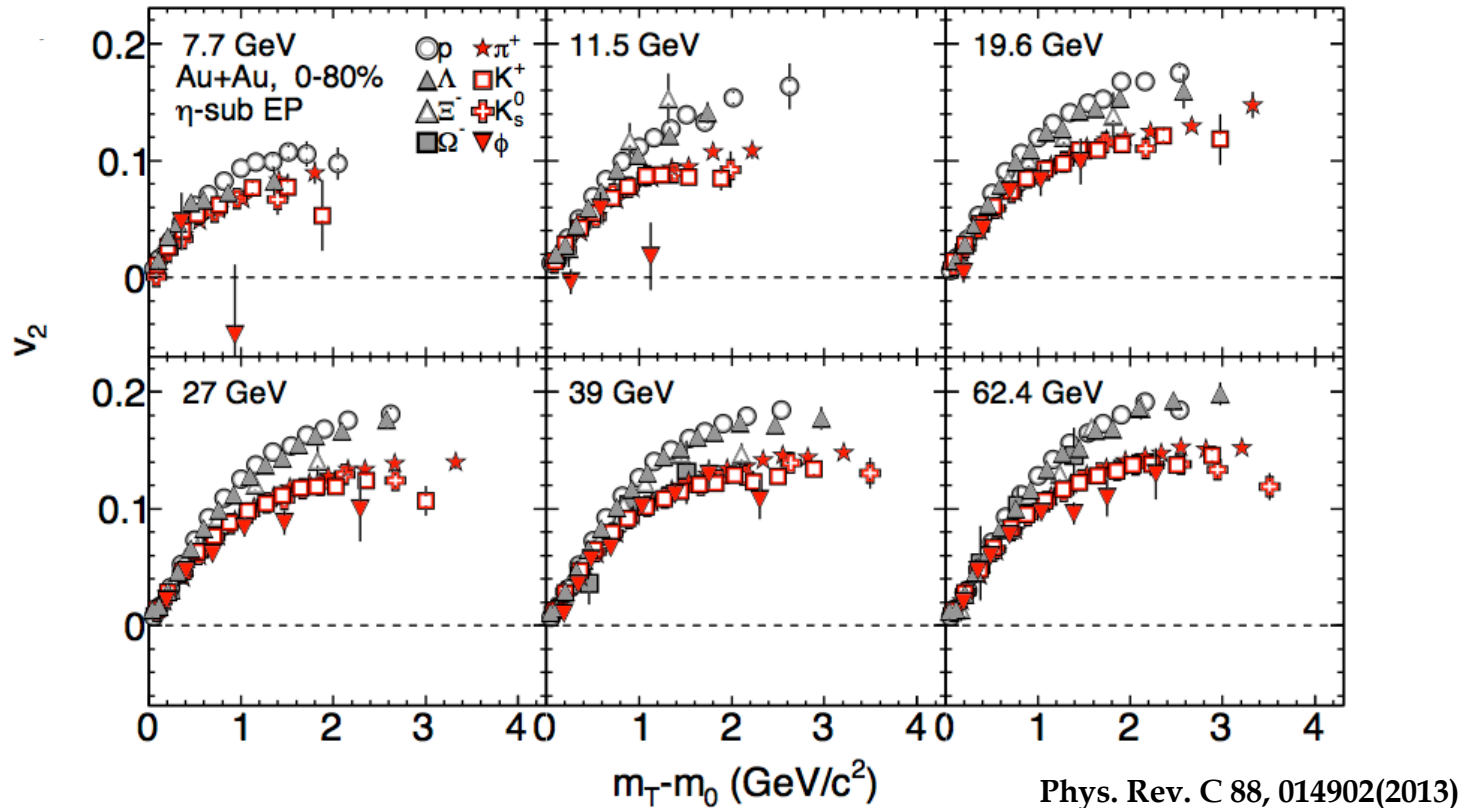 7.7 GeV
Au+Au, 0-80%
η-sub EP
p π⁺
Λ K⁺
Ξ⁻ K⁰ₛ
Ω⁻ ϕ
11.5 GeV
19.6 GeV
0.2
0.1
0
v₂
27 GeV
39 GeV
62.4 GeV
0.2
0.1
0
0 1 2 3 4 0 1 2 3 4 0 1 2 3 4
m_T-m₀ (GeV/c²)
Phys. Rev. C 88, 014902(2013)